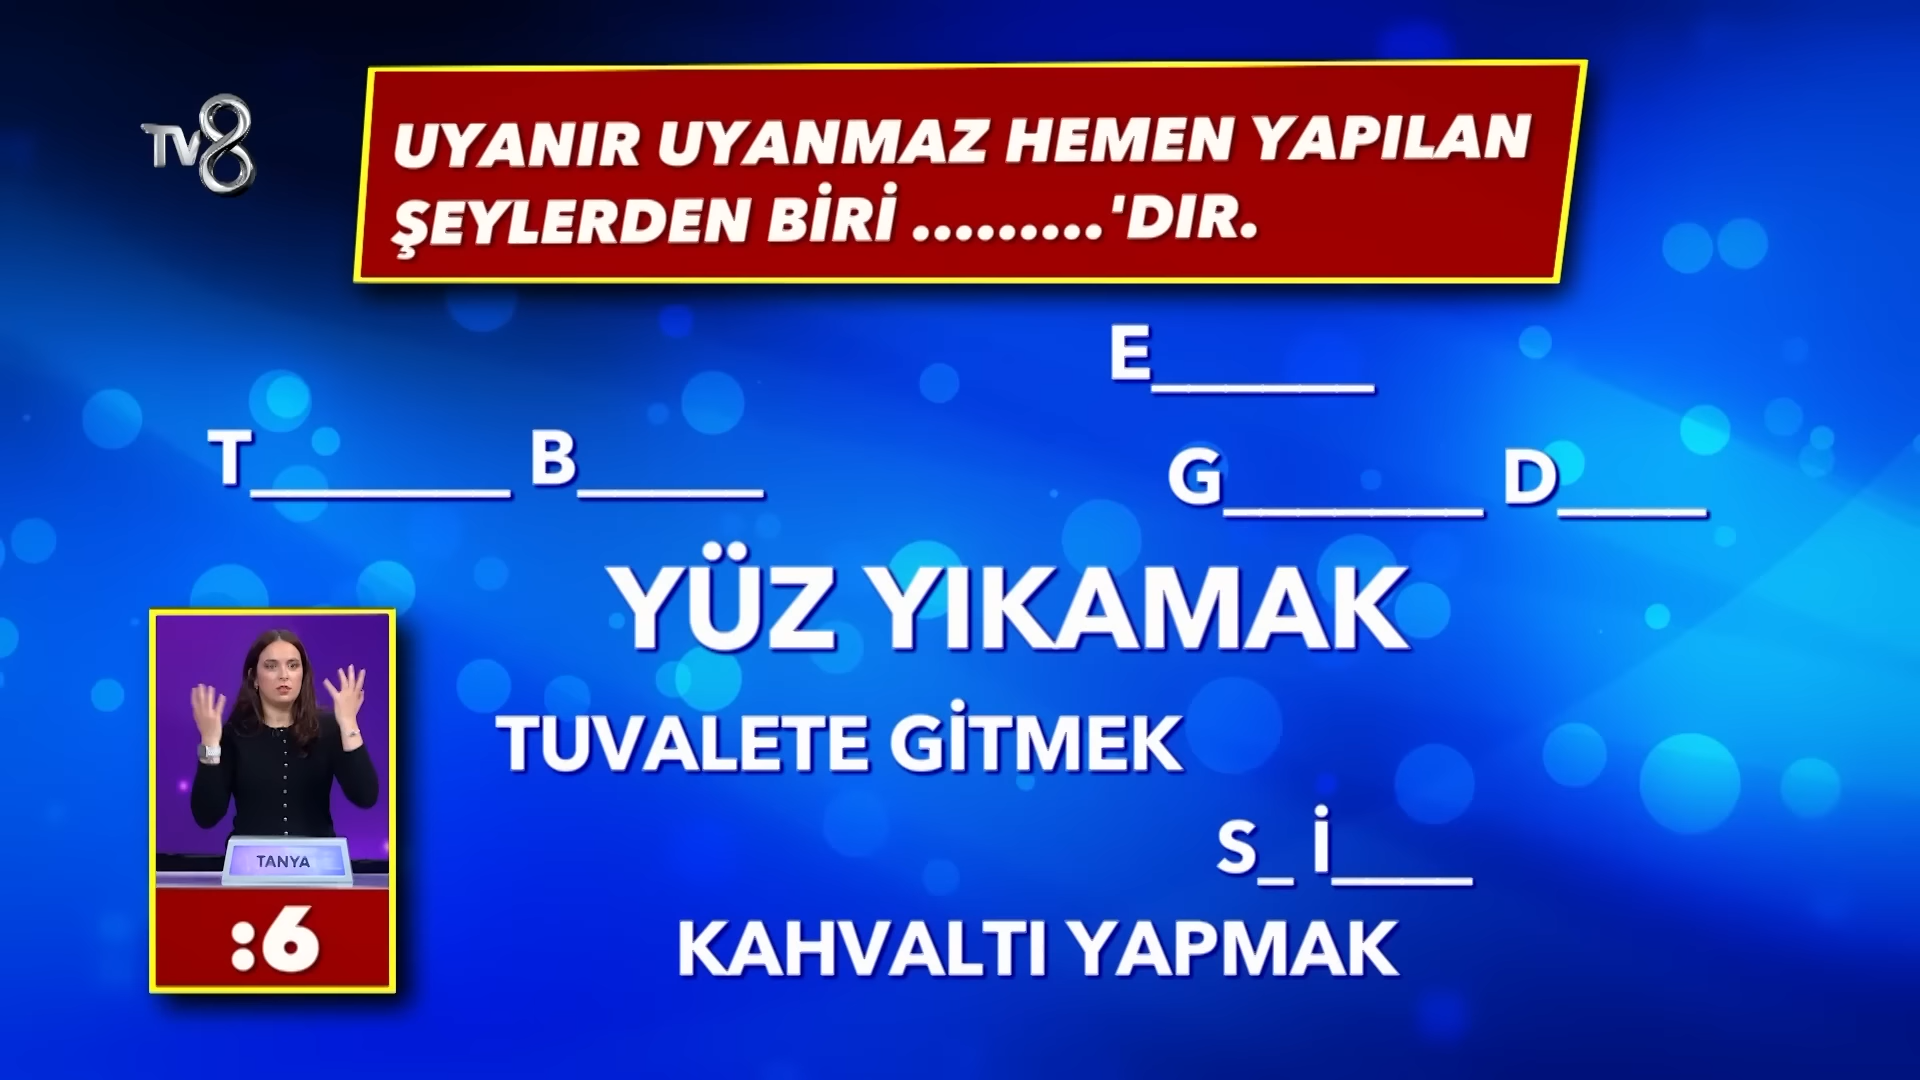 TV8
UYANIR UYANMAZ HEMEN YAPILAN
ŞEYLERDEN BİRİ .........'DIR.
E______
T_______ B_____
G_______ D____
YÜZ YIKAMAK
TUVALETE GİTMEK
S_ İ____
KAHVALTI YAPMAK
TANYA
:6